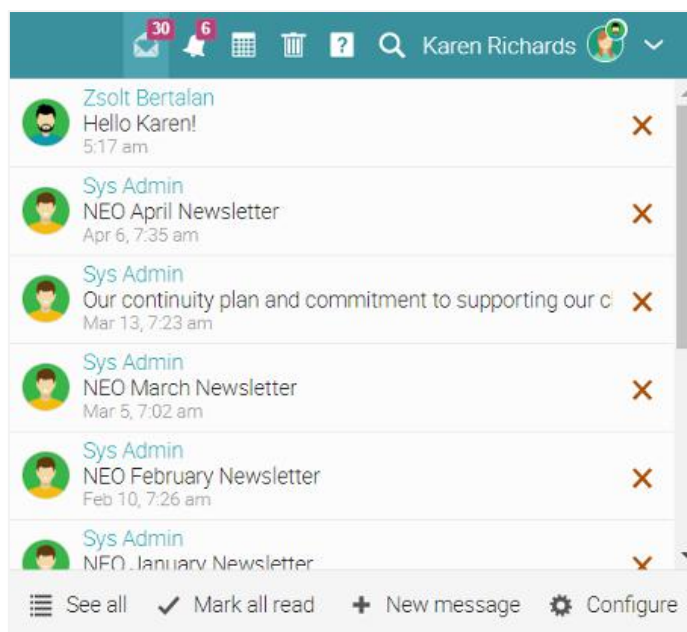 30 6
? Karen Richards
Zsolt Bertalan
Hello Karen!
5:17 am
Sys Admin
NEO April Newsletter
Apr 6, 7:35 am
Sys Admin
Our continuity plan and commitment to supporting our cl
Mar 13, 7:23 am
Sys Admin
NEO March Newsletter
Mar 5, 7:02 am
Sys Admin
NEO February Newsletter
Feb 10, 7:26 am
Sys Admin
NEO January Newsletter
See all Mark all read New message Configure